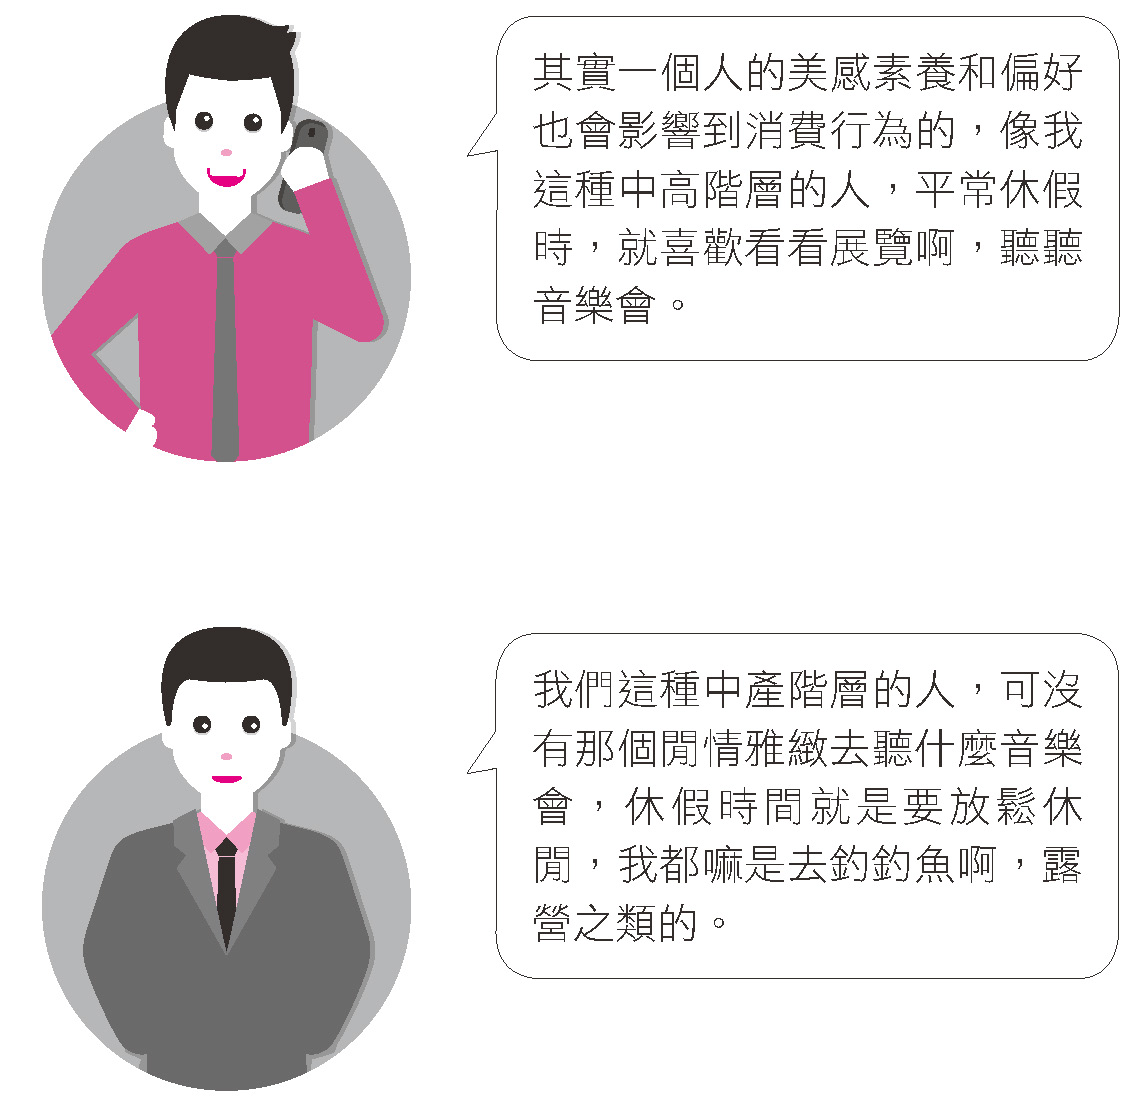 其實一個人的美感素養和偏好
也會影響到消費行為的，像我
這種中高階層的人，平常休假
時，就喜歡看看展覽啊，聽聽
音樂會。
我們這種中產階層的人，可沒
有那個閒情雅緻去聽什麼音樂
會，休假時間就是要放鬆休
閒，我都嘛是去釣釣魚啊，露
營之類的。